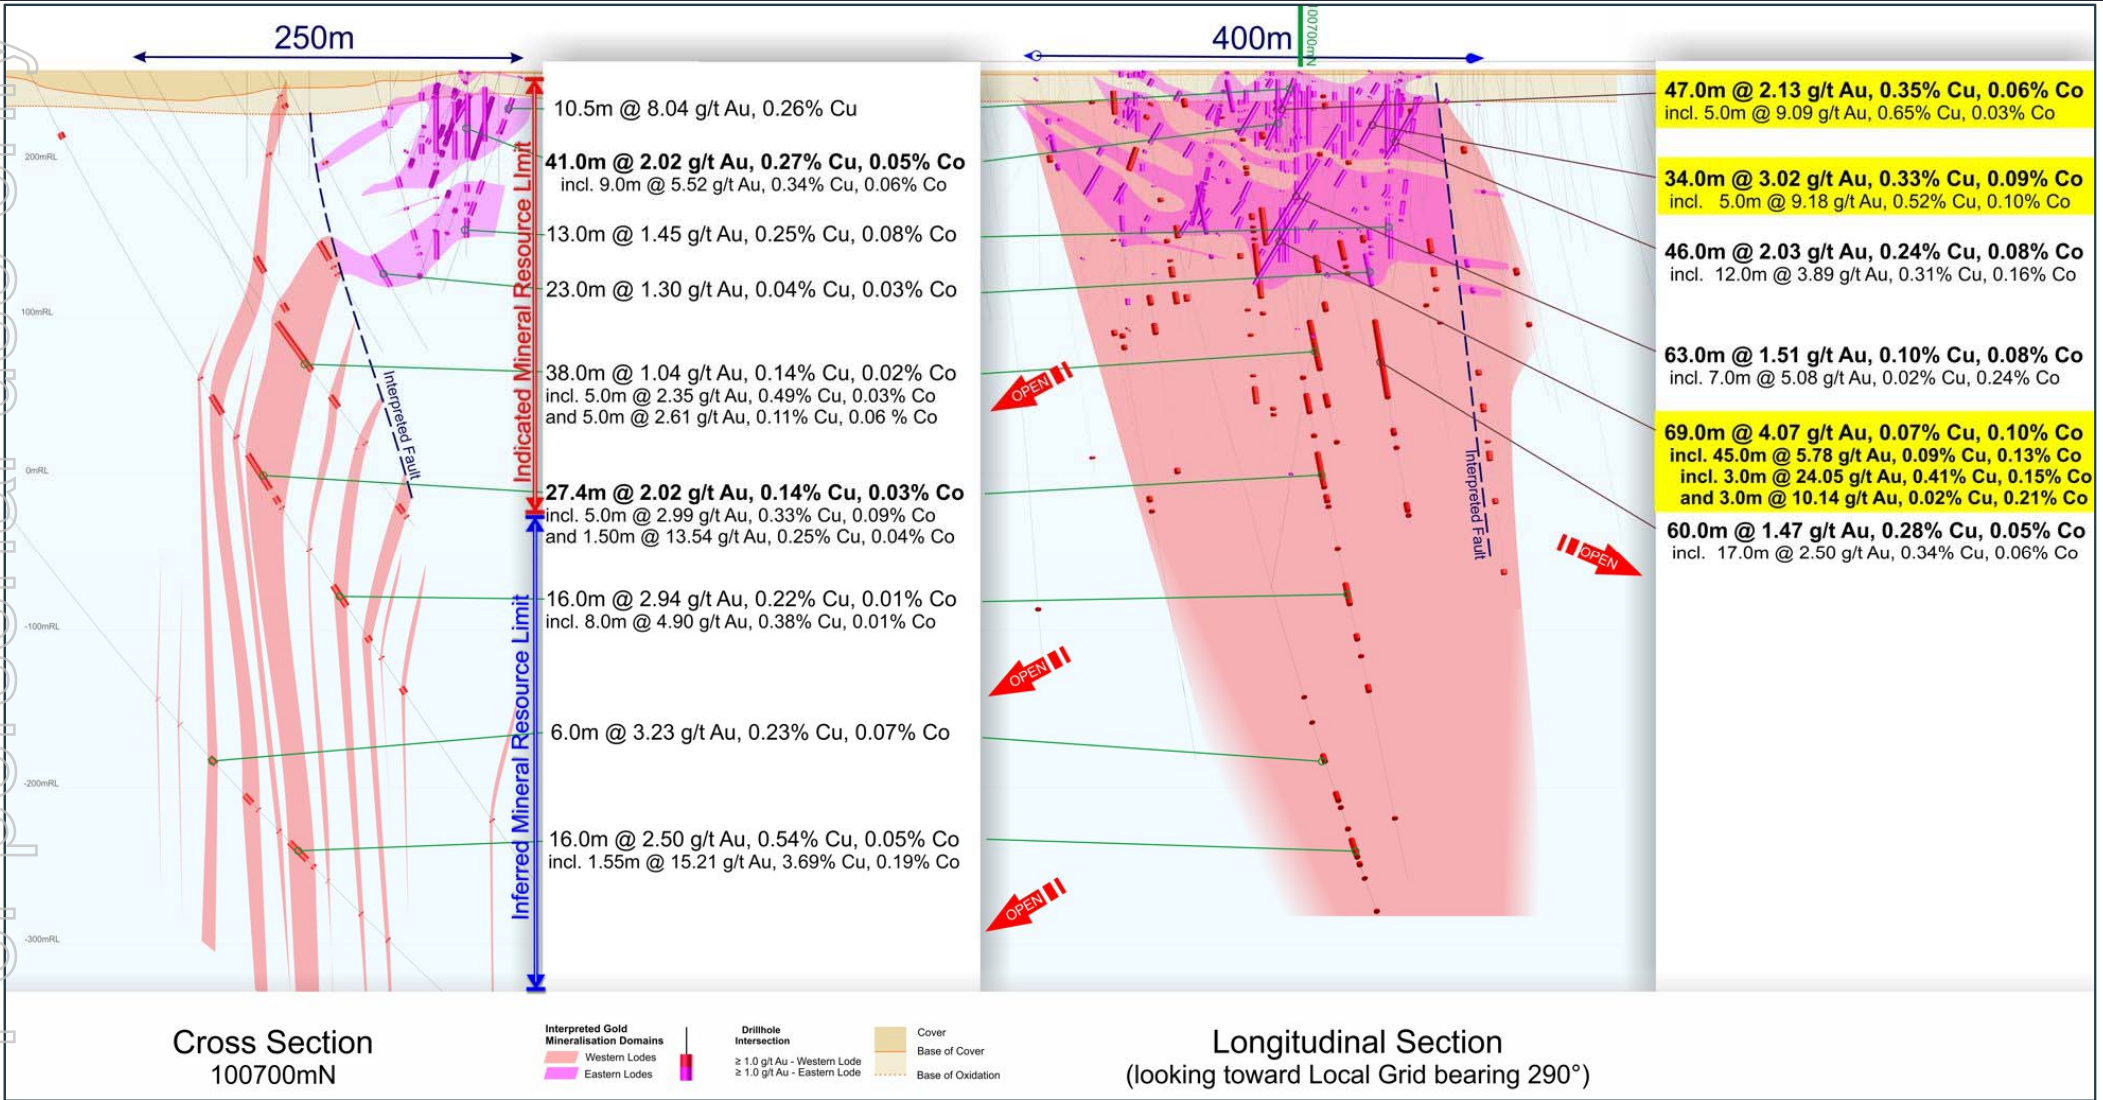 250m
10.5m @ 8.04 g/t Au, 0.26% Cu
41.0m @ 2.02 g/t Au, 0.27% Cu, 0.05% Co
incl. 9.0m @ 5.52 g/t Au, 0.34% Cu, 0.06% Co
13.0m @ 1.45 g/t Au, 0.25% Cu, 0.08% Co
23.0m @ 1.30 g/t Au, 0.04% Cu, 0.03% Co
38.0m @ 1.04 g/t Au, 0.14% Cu, 0.02% Co
incl. 5.0m @ 2.35 g/t Au, 0.49% Cu, 0.03% Co
and 5.0m @ 2.61 g/t Au, 0.11% Cu, 0.06 % Co
27.4m @ 2.02 g/t Au, 0.14% Cu, 0.03% Co
incl. 5.0m @ 2.99 g/t Au, 0.33% Cu, 0.09% Co
and 1.50m @ 13.54 g/t Au, 0.25% Cu, 0.04% Co
16.0m @ 2.94 g/t Au, 0.22% Cu, 0.01% Co
incl. 8.0m @ 4.90 g/t Au, 0.38% Cu, 0.01% Co
6.0m @ 3.23 g/t Au, 0.23% Cu, 0.07% Co
16.0m @ 2.50 g/t Au, 0.54% Cu, 0.05% Co
incl. 1.55m @ 15.21 g/t Au, 3.69% Cu, 0.19% Co
200mRL
100mRL
0mRL
-100mRL
-200mRL
-300mRL
Interpreted Fault
Indicated Mineral Resource Limit
Inferred Mineral Resource Limit
400m
100700mN
OPEN
OPEN
OPEN
OPEN
Interpreted Fault
47.0m @ 2.13 g/t Au, 0.35% Cu, 0.06% Co
incl. 5.0m @ 9.09 g/t Au, 0.65% Cu, 0.03% Co
34.0m @ 3.02 g/t Au, 0.33% Cu, 0.09% Co
incl. 5.0m @ 9.18 g/t Au, 0.52% Cu, 0.10% Co
46.0m @ 2.03 g/t Au, 0.24% Cu, 0.08% Co
incl. 12.0m @ 3.89 g/t Au, 0.31% Cu, 0.16% Co
63.0m @ 1.51 g/t Au, 0.10% Cu, 0.08% Co
incl. 7.0m @ 5.08 g/t Au, 0.02% Cu, 0.24% Co
69.0m @ 4.07 g/t Au, 0.07% Cu, 0.10% Co
incl. 45.0m @ 5.78 g/t Au, 0.09% Cu, 0.13% Co
incl. 3.0m @ 24.05 g/t Au, 0.41% Cu, 0.15% Co
and 3.0m @ 10.14 g/t Au, 0.02% Cu, 0.21% Co
60.0m @ 1.47 g/t Au, 0.28% Cu, 0.05% Co
incl. 17.0m @ 2.50 g/t Au, 0.34% Cu, 0.06% Co
Cross Section
100700mN
Interpreted Gold
Mineralisation Domains
Western Lodes
Eastern Lodes
Drillhole
Intersection
≥ 1.0 g/t Au - Western Lode
≥ 1.0 g/t Au - Eastern Lode
Cover
Base of Cover
Base of Oxidation
Longitudinal Section
(looking toward Local Grid bearing 290°)